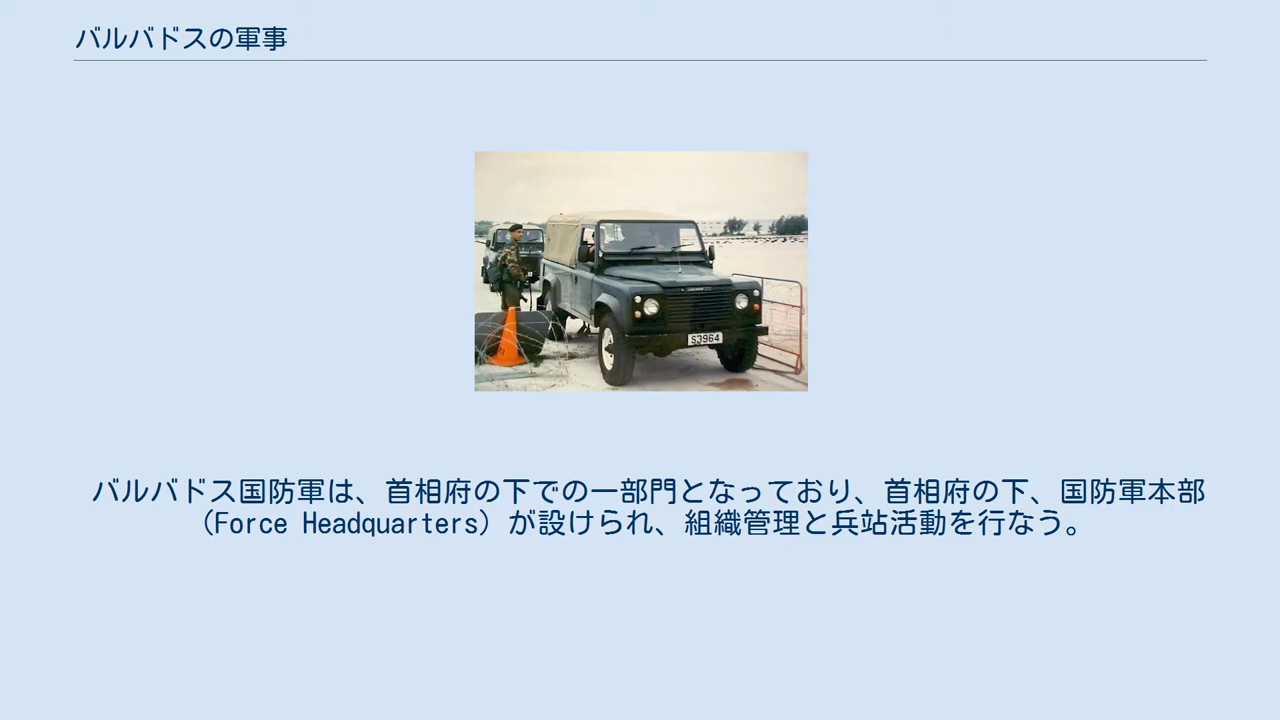 バルバドスの軍事
S3964
バルバドス国防軍は、首相府の下での一部門となっており、首相府の下、国防軍本部
（Force Headquarters）が設けられ、組織管理と兵站活動を行なう。